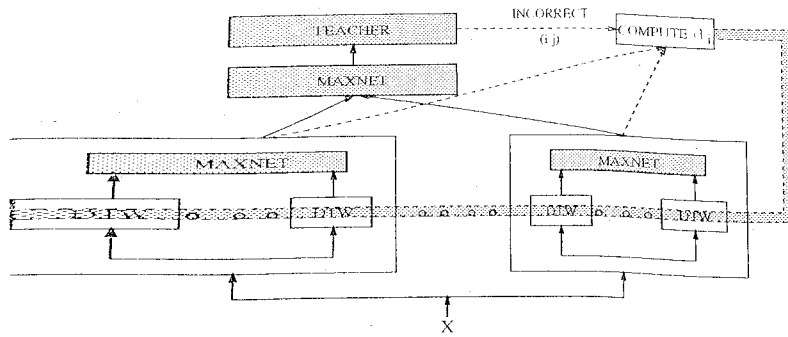 INCORRECT
TEACHER
COMPUTE d i
(i j)
MAXNET
MAXNET
MAXNET
DTW
DTW
DTW
DTW
X